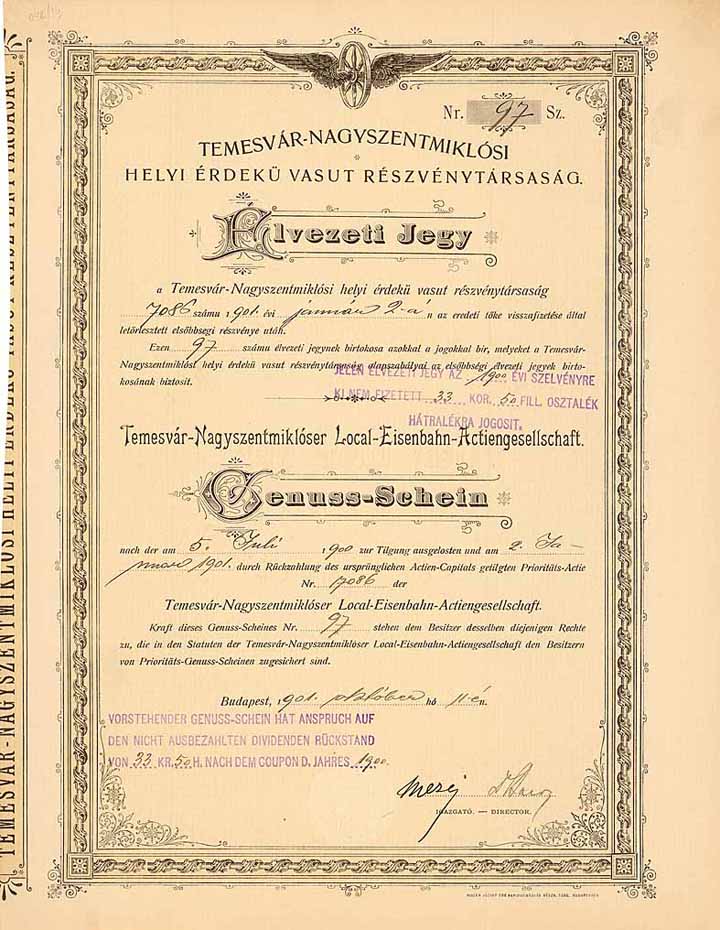 Nr. 97 Sz.
TEMESVÁR-NAGYSZENTMIKLÓSI
HELYI ÉRDEKŰ VASUT RÉSZVÉNYTÁRSASÁG.
Élvezeti Jegy
a Temesvár-Nagyszentmiklósi helyi érdekü vasut részvénytársaság
7086 számu 1901. évi január 2-á n az eredeti tőke visszafizetése által
letörlesztett elsőbbségi részvénye után.
Ezen 97 számu élvezeti jegynek birtokosa azokkal a jogokkal bir, melyeket a Temesvár-
Nagyszentmiklósi helyi érdekü vasut részvénytársaság alapszabályai az elsőbbségi élvezeti jegyek birto-
kosának biztosit.
JELEN ÉLVEZETI JEGY AZ 1900 ÉVI SZELVÉNYRE
KI NEM FIZETETT 33 KOR. 50 FILL. OSZTALÉK
HÁTRALÉKRA JOGOSIT.
Temesvár-Nagyszentmiklóser Local-Eisenbahn-Actiengesellschaft.
Genuss-Schein
nach der am 5. Juli 1900 zur Tilgung ausgelosten und am 2. Ja-
nuar 1901. durch Rückzahlung des ursprünglichen Actien-Capitals getilgten Prioritäts-Actie
Nr. 7086 der
Temesvár-Nagyszentmiklóser Local-Eisenbahn-Actiengesellschaft.
Kraft dieses Genuss-Scheines Nr. 97 stehen dem Besitzer desselben diejenigen Rechte
zu, die in den Statuten der Temesvár-Nagyszentmiklóser Local-Eisenbahn-Actiengesellschaft den Besitzern
von Prioritäts-Genuss-Scheinen zugesichert sind.
Budapest, 1901. október hó 11-én.
VORSTEHENDER GENUSS-SCHEIN HAT ANSPRUCH AUF
DEN NICHT AUSBEZAHLTEN DIVIDENDEN RÜCKSTAND
VON 33 KR. 50 H. NACH DEM COUPON D. JAHRES 1900.
IGAZGATÓ. — DIRECTOR.
TEMESVÁR-NAGYSZENTMIKLÓSI HELYI ÉRDEKŰ VASUT RÉSZVÉNYTÁRSASÁG.